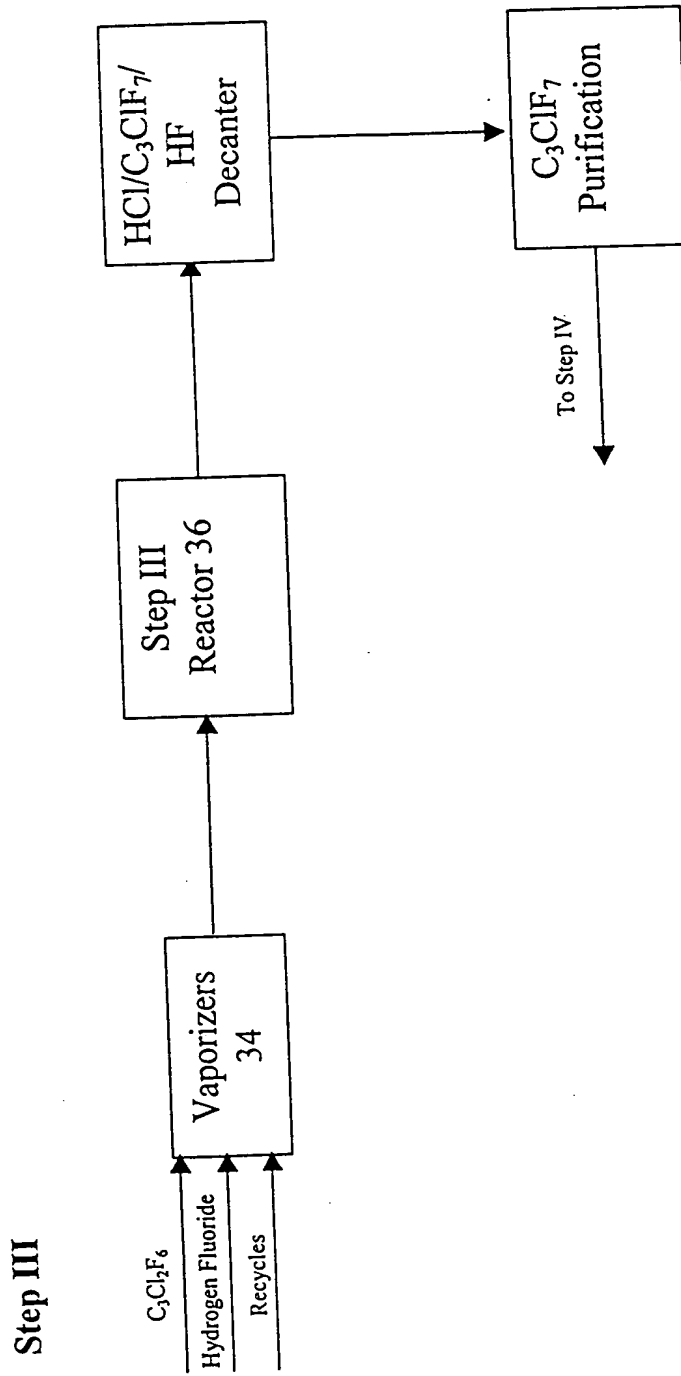 Step III
C₃Cl₂F₆
Hydrogen Fluoride
Recycles
Vaporizers
34
Step III
Reactor 36
HCl/C₃ClF₇/
HF
Decanter
C₃ClF₇
Purification
To Step IV